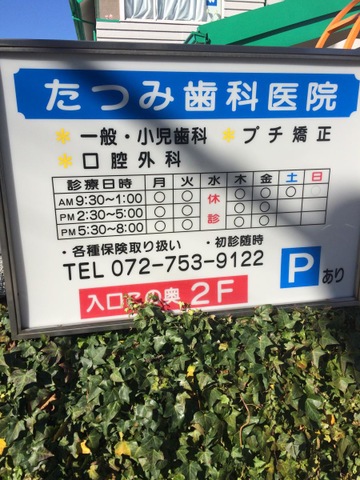 たつみ歯科医院
＊一般・小児歯科 ＊プチ矯正
＊口腔外科
診療日時 月 火 水 木 金 土 日
AM 9:30〜1:00 ○ ○ 休診 ○ ○ ○
PM 2:30〜5:00 ○ ○ ○ ○ ○
PM 5:30〜8:00 ○ ○ ○ ○
・各種保険取り扱い ・初診随時
TEL 072-753-9122
P あり
入口この奥 2F